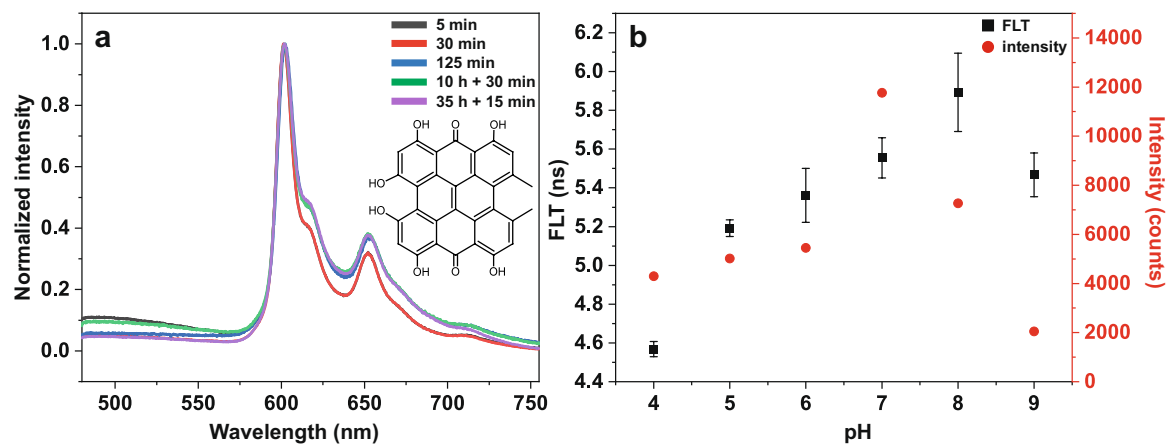 a
5 min
30 min
125 min
10 h + 30 min
35 h + 15 min
OH O OH
HO
HO
OH O OH
Normalized intensity
1.0
0.8
0.6
0.4
0.2
0.0
500 550 600 650 700 750
Wavelength (nm)
b
FLT
intensity
FLT (ns)
6.2
6.0
5.8
5.6
5.4
5.2
5.0
4.8
4.6
4.4
4 5 6 7 8 9
pH
14000
12000
10000
8000
6000
4000
2000
0
Intensity (counts)